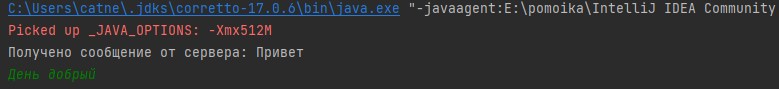 C:\Users\catne\.jdks\corretto-17.0.6\bin\java.exe "-javaagent:E:\pomoika\IntelliJ IDEA Community
Picked up _JAVA_OPTIONS: -Xmx512M
Получено сообщение от сервера: Привет
День добрый